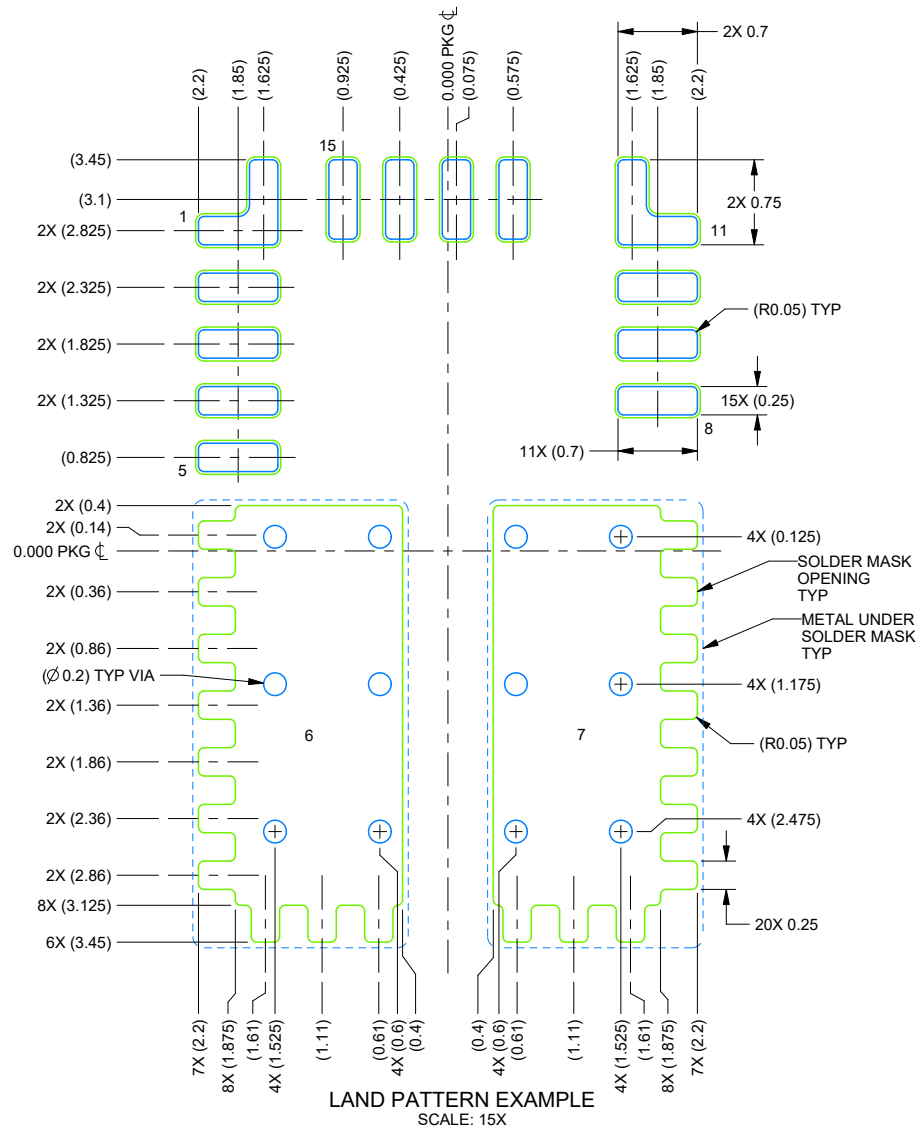 0.000 PKG ℄
(2.2)
(1.85)
(1.625)
(0.925)
(0.425)
(0.075)
(0.575)
2X 0.7
(1.625)
(1.85)
(2.2)
(3.45)
15
(3.1)
2X 0.75
1
11
2X (2.825)
2X (2.325)
(R0.05) TYP
2X (1.825)
2X (1.325)
15X (0.25)
8
11X (0.7)
(0.825)
5
2X (0.4)
2X (0.14)
0.000 PKG ℄
4X (0.125)
SOLDER MASK
OPENING
TYP
2X (0.36)
METAL UNDER
SOLDER MASK
TYP
2X (0.86)
(Ø 0.2) TYP VIA
4X (1.175)
2X (1.36)
6
7
(R0.05) TYP
2X (1.86)
2X (2.36)
4X (2.475)
2X (2.86)
8X (3.125)
20X 0.25
6X (3.45)
7X (2.2)
8X (1.875)
(1.61)
4X (1.525)
(1.11)
(0.61)
4X (0.6)
(0.4)
(0.4)
4X (0.6)
(0.61)
(1.11)
4X (1.525)
(1.61)
8X (1.875)
7X (2.2)
LAND PATTERN EXAMPLE
SCALE: 15X